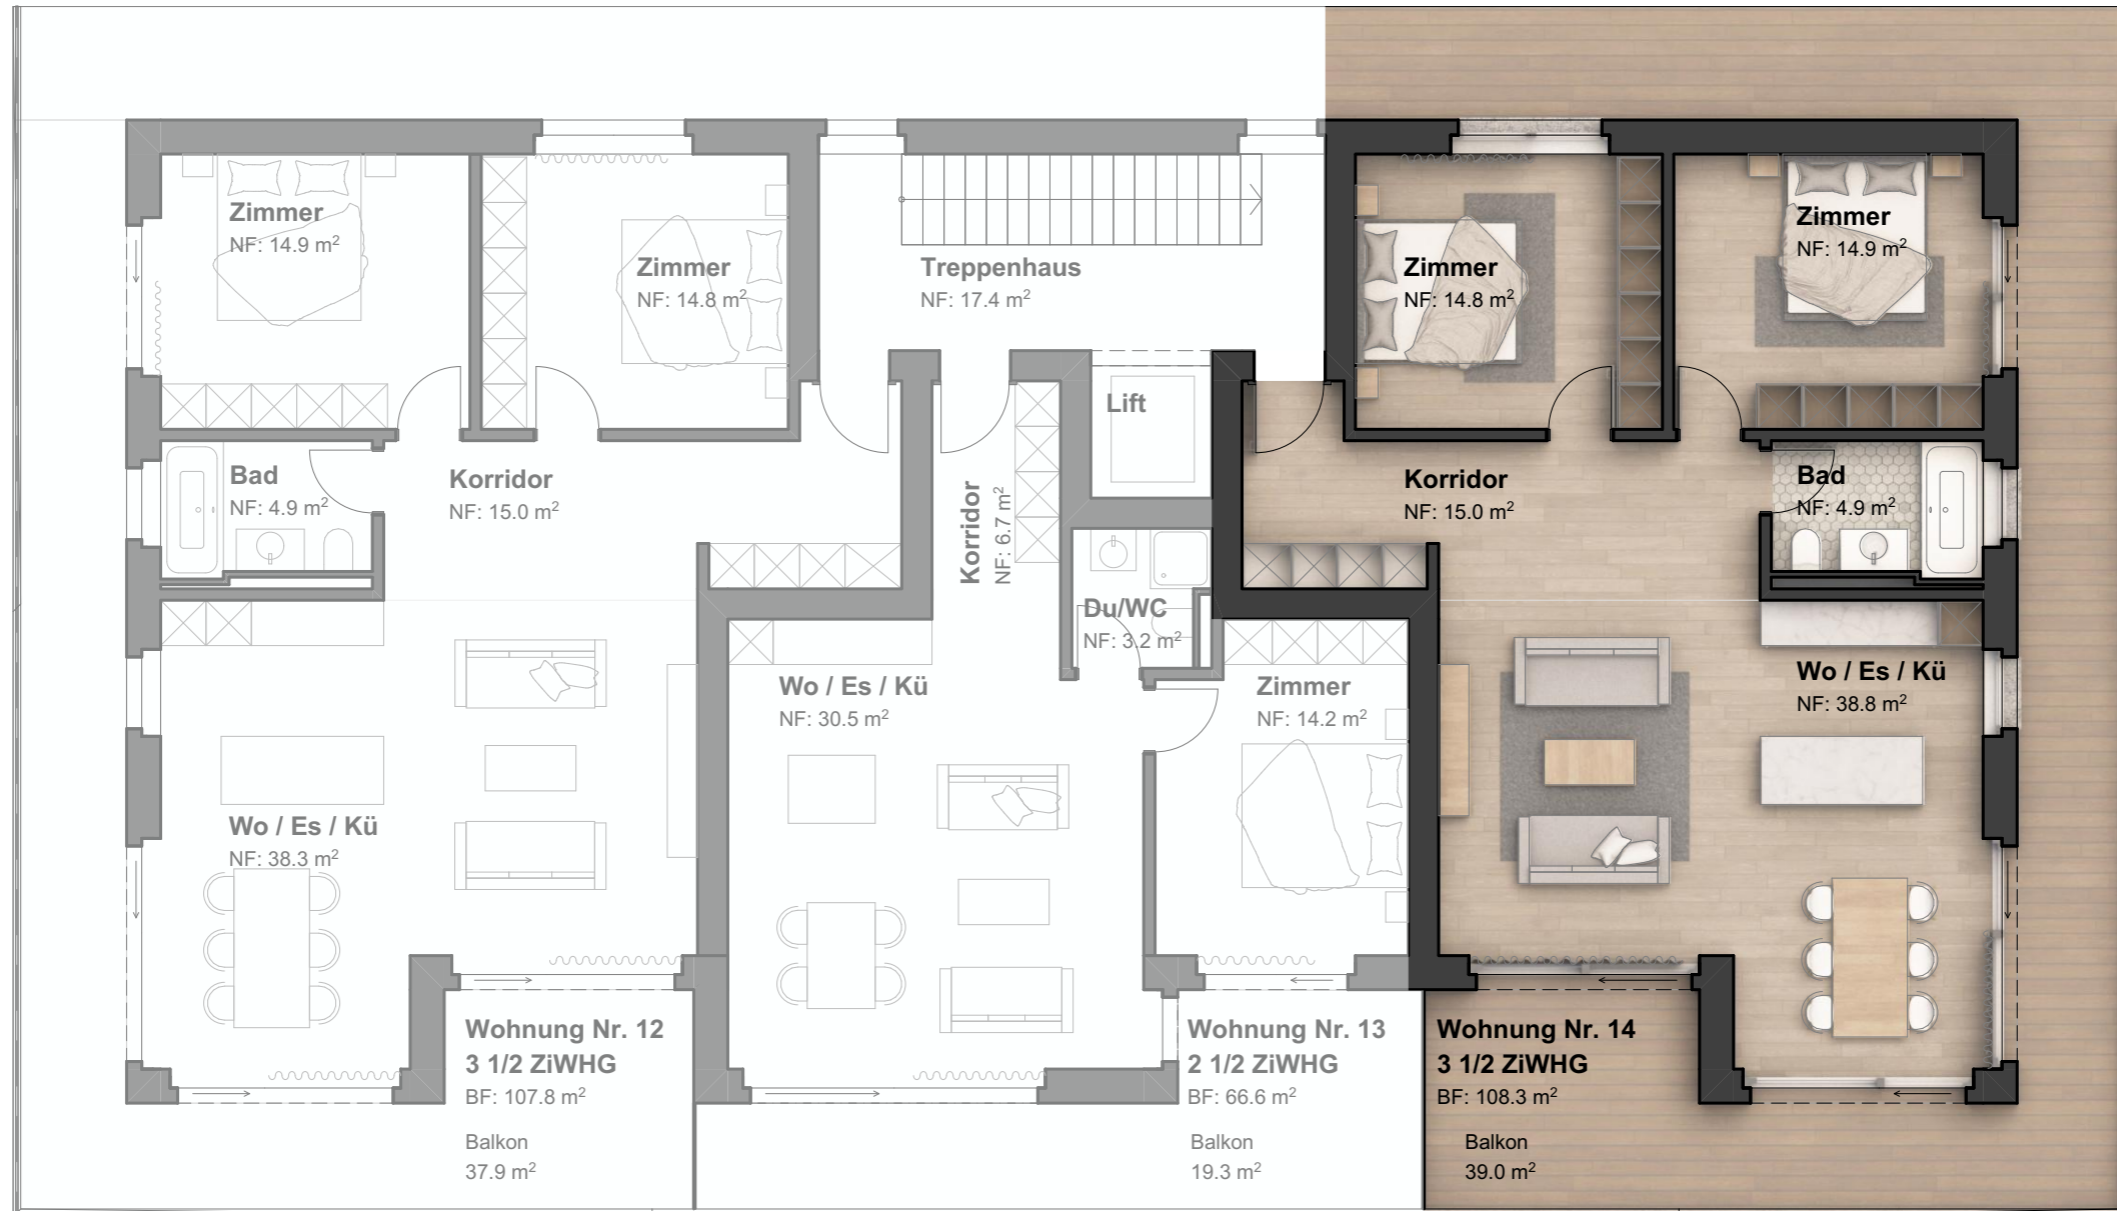 Zimmer
NF: 14.9 m²
Zimmer
NF: 14.8 m²
Treppenhaus
NF: 17.4 m²
Zimmer
NF: 14.8 m²
Zimmer
NF: 14.9 m²
Lift
Bad
NF: 4.9 m²
Korridor
NF: 15.0 m²
Korridor
NF: 6.7 m²
Korridor
NF: 15.0 m²
Bad
NF: 4.9 m²
Du/WC
NF: 3.2 m²
Wo / Es / Kü
NF: 38.3 m²
Wo / Es / Kü
NF: 30.5 m²
Zimmer
NF: 14.2 m²
Wo / Es / Kü
NF: 38.8 m²
Wohnung Nr. 12
3 1/2 ZiWHG
BF: 107.8 m²
Balkon
37.9 m²
Wohnung Nr. 13
2 1/2 ZiWHG
BF: 66.6 m²
Balkon
19.3 m²
Wohnung Nr. 14
3 1/2 ZiWHG
BF: 108.3 m²
Balkon
39.0 m²